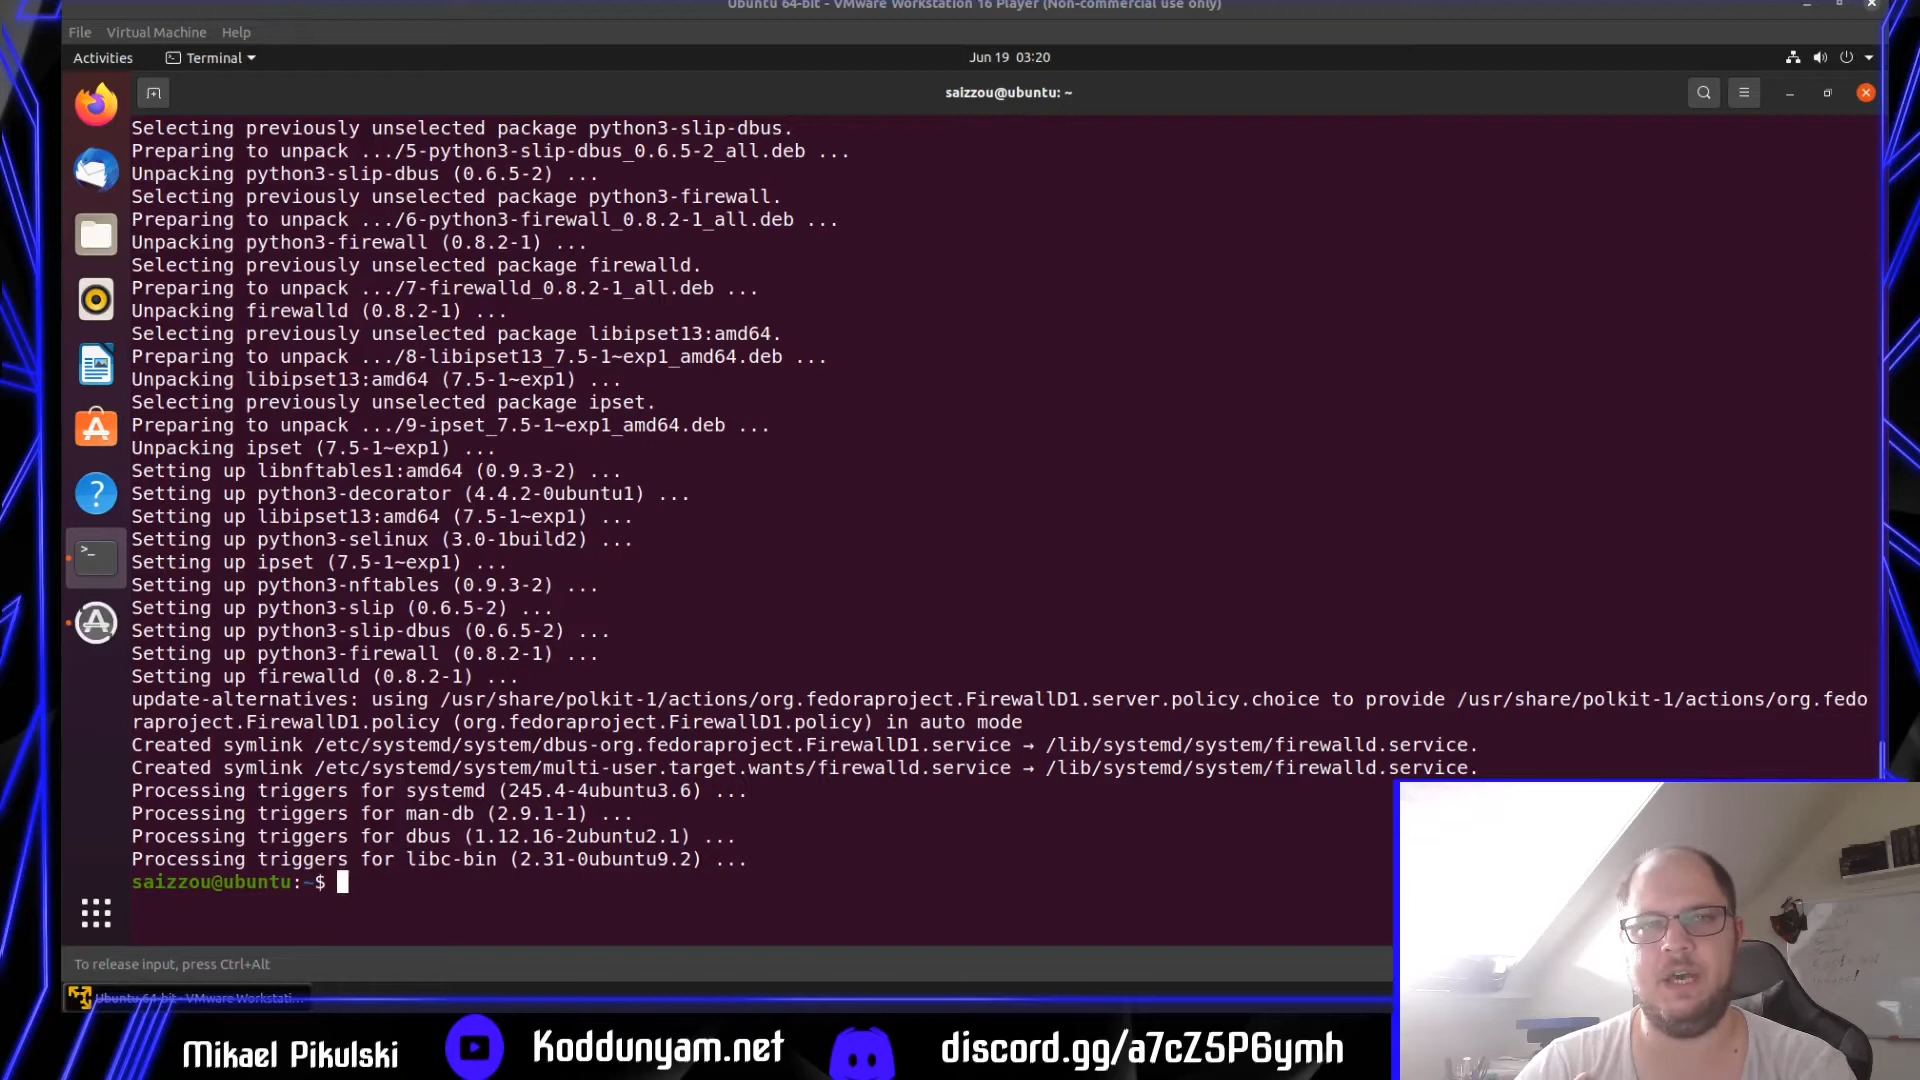 Ubuntu 64-bit - VMware Workstation 16 Player (Non-commercial use only)
File Virtual Machine Help
Activities Terminal Jun 19 03:20
saizzou@ubuntu: ~
Selecting previously unselected package python3-slip-dbus.
Preparing to unpack .../5-python3-slip-dbus_0.6.5-2_all.deb ...
Unpacking python3-slip-dbus (0.6.5-2) ...
Selecting previously unselected package python3-firewall.
Preparing to unpack .../6-python3-firewall_0.8.2-1_all.deb ...
Unpacking python3-firewall (0.8.2-1) ...
Selecting previously unselected package firewalld.
Preparing to unpack .../7-firewalld_0.8.2-1_all.deb ...
Unpacking firewalld (0.8.2-1) ...
Selecting previously unselected package libipset13:amd64.
Preparing to unpack .../8-libipset13_7.5-1~exp1_amd64.deb ...
Unpacking libipset13:amd64 (7.5-1~exp1) ...
Selecting previously unselected package ipset.
Preparing to unpack .../9-ipset_7.5-1~exp1_amd64.deb ...
Unpacking ipset (7.5-1~exp1) ...
Setting up libnftables1:amd64 (0.9.3-2) ...
Setting up python3-decorator (4.4.2-0ubuntu1) ...
Setting up libipset13:amd64 (7.5-1~exp1) ...
Setting up python3-selinux (3.0-1build2) ...
Setting up ipset (7.5-1~exp1) ...
Setting up python3-nftables (0.9.3-2) ...
Setting up python3-slip (0.6.5-2) ...
Setting up python3-slip-dbus (0.6.5-2) ...
Setting up python3-firewall (0.8.2-1) ...
Setting up firewalld (0.8.2-1) ...
update-alternatives: using /usr/share/polkit-1/actions/org.fedoraproject.FirewallD1.server.policy.choice to provide /usr/share/polkit-1/actions/org.fedo
raproject.FirewallD1.policy (org.fedoraproject.FirewallD1.policy) in auto mode
Created symlink /etc/systemd/system/dbus-org.fedoraproject.FirewallD1.service → /lib/systemd/system/firewalld.service.
Created symlink /etc/systemd/system/multi-user.target.wants/firewalld.service → /lib/systemd/system/firewalld.service.
Processing triggers for systemd (245.4-4ubuntu3.6) ...
Processing triggers for man-db (2.9.1-1) ...
Processing triggers for dbus (1.12.16-2ubuntu2.1) ...
Processing triggers for libc-bin (2.31-0ubuntu9.2) ...
saizzou@ubuntu:~$
To release input, press Ctrl+Alt
Ubuntu 64-bit - VMware Workstati...
Mikael Pikulski Koddunyam.net discord.gg/a7cZ5P6ymh